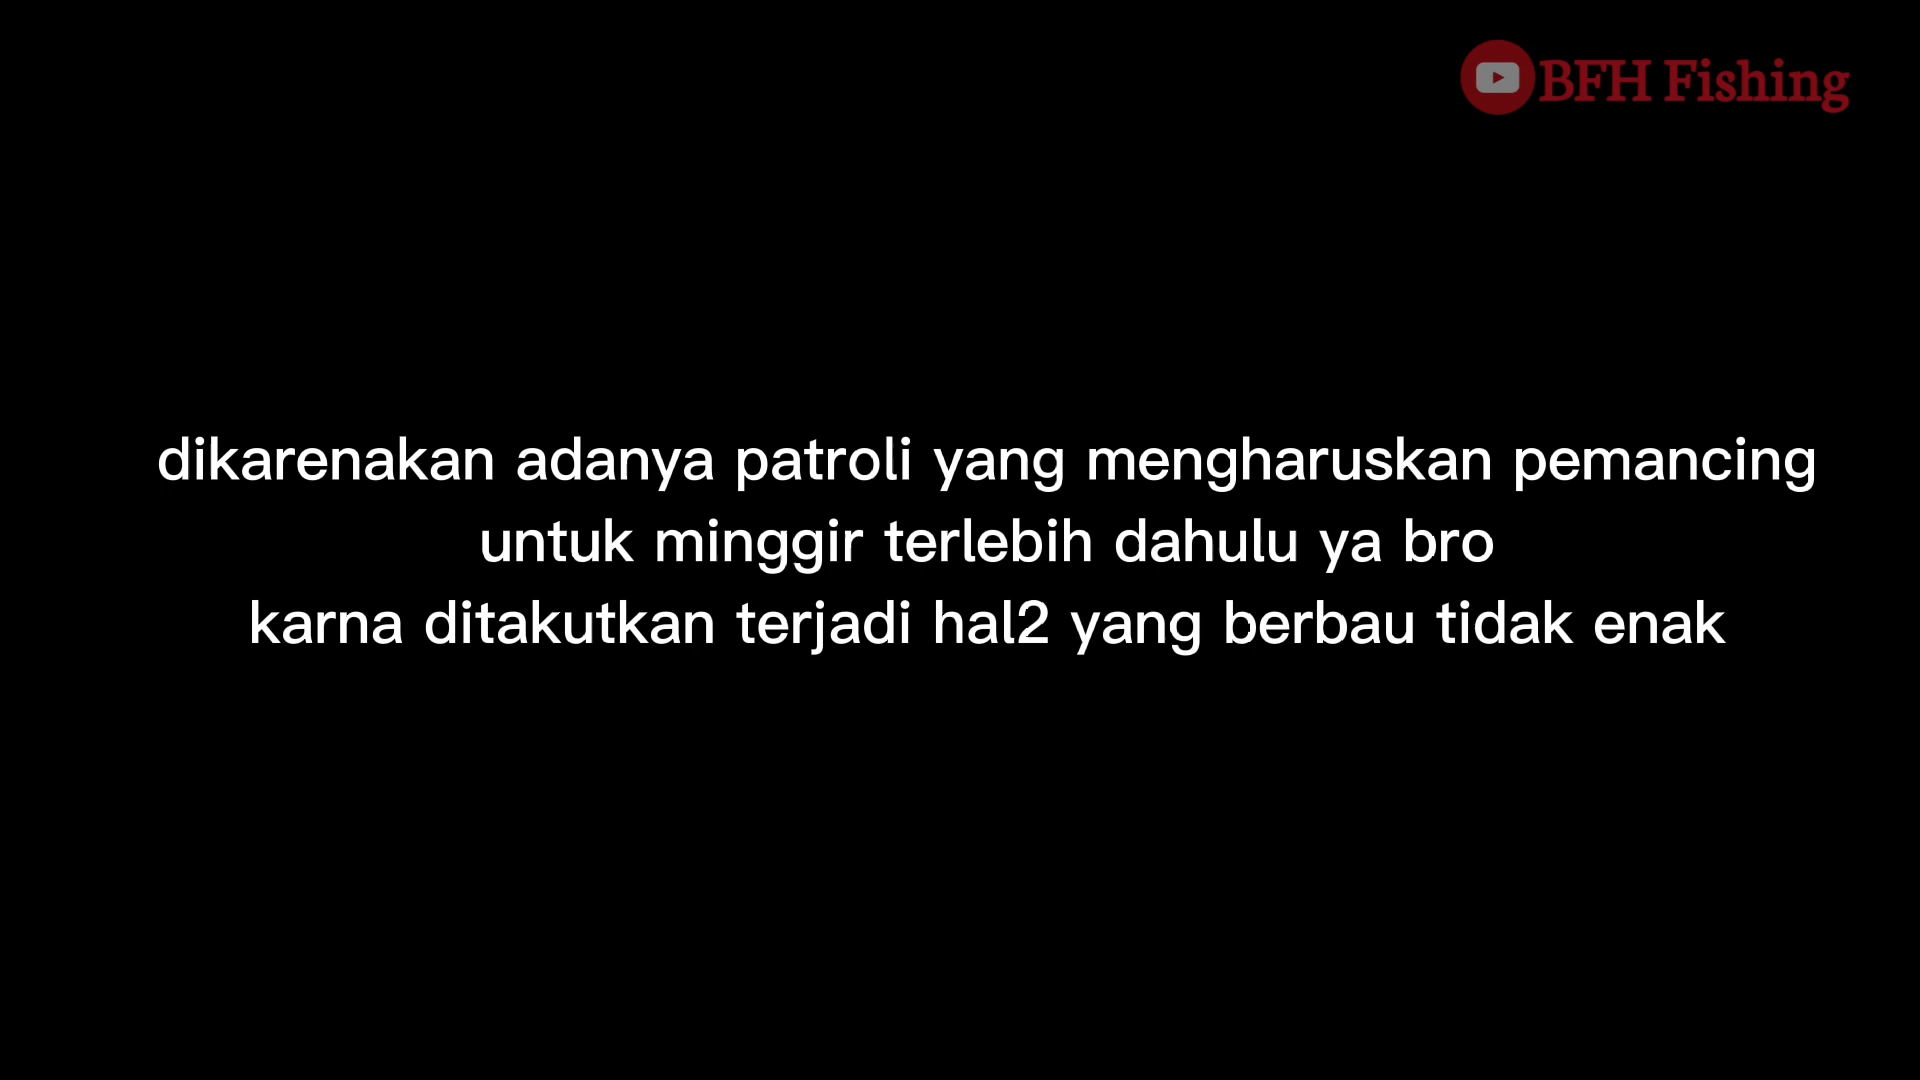 BFH Fishing
dikarenakan adanya patroli yang mengharuskan pemancing
untuk minggir terlebih dahulu ya bro
karna ditakutkan terjadi hal2 yang berbau tidak enak